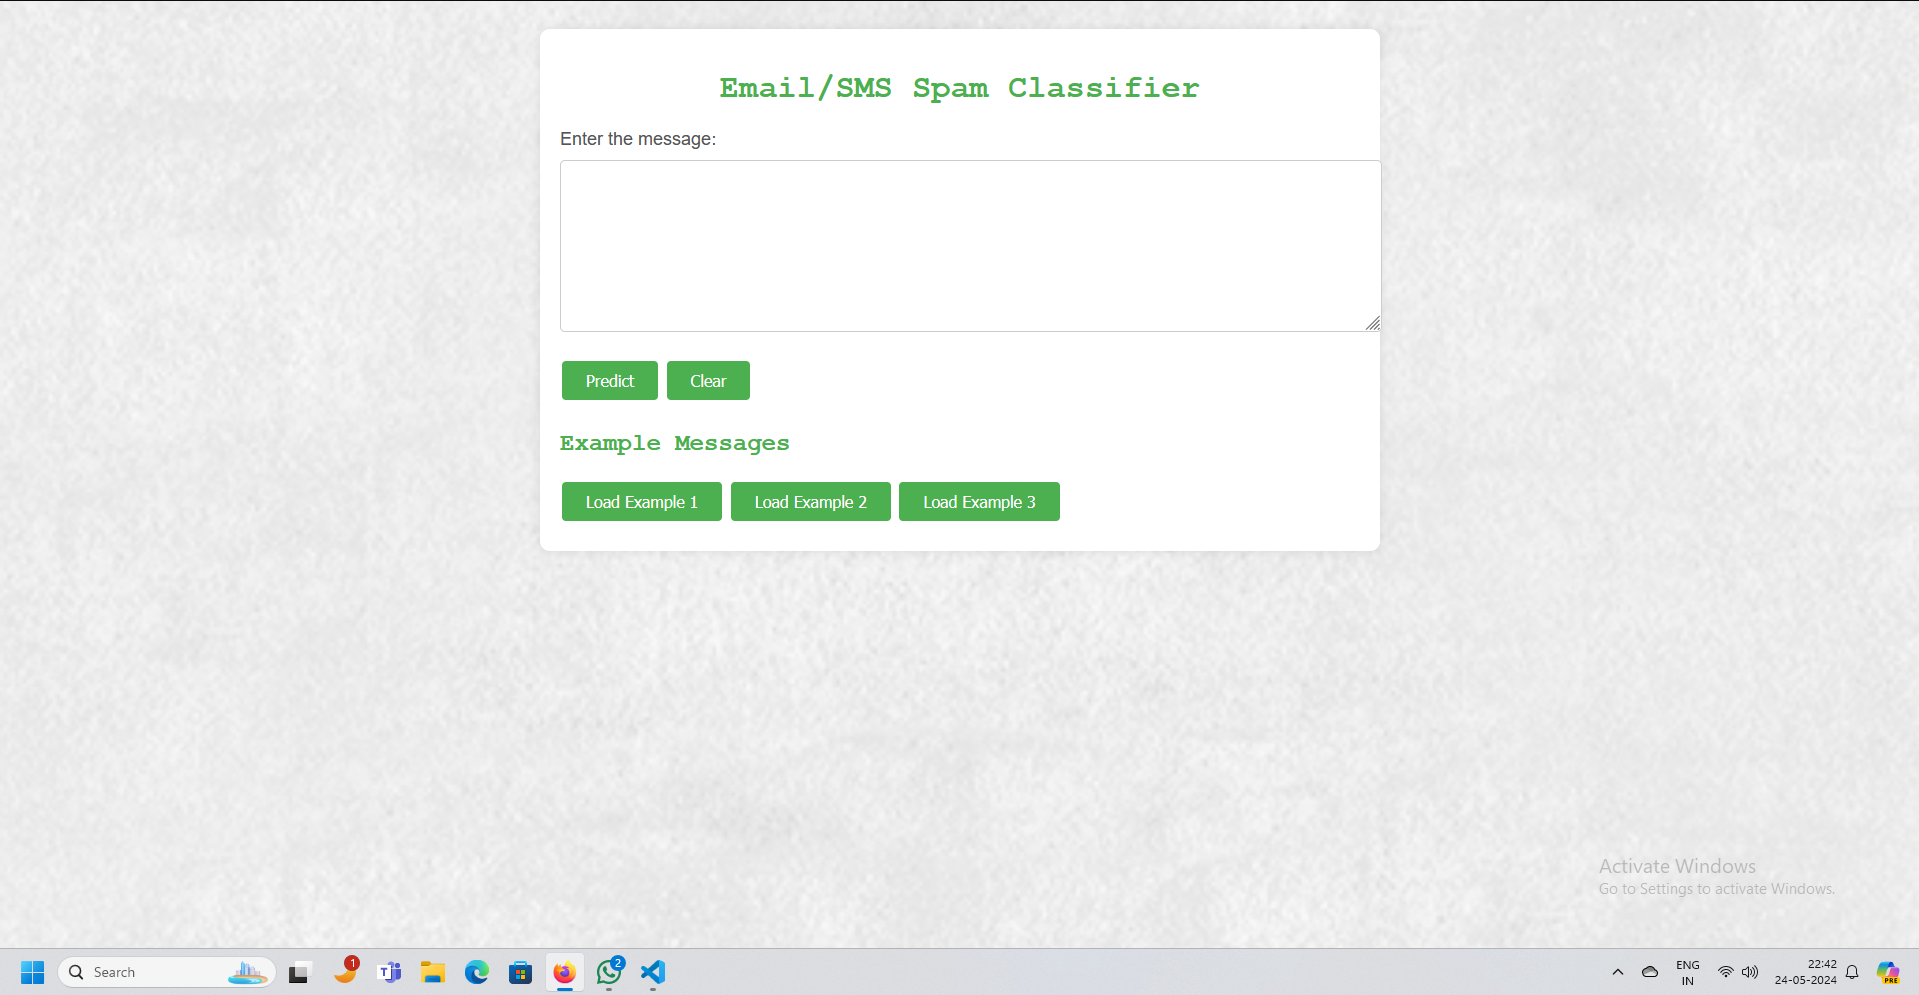 Email/SMS Spam Classifier
Enter the message:
Predict Clear
Example Messages
Load Example 1 Load Example 2 Load Example 3
Activate Windows
Go to Settings to activate Windows.
Search 1 T 2 ENG 22:42
IN 24-05-2024 PRE